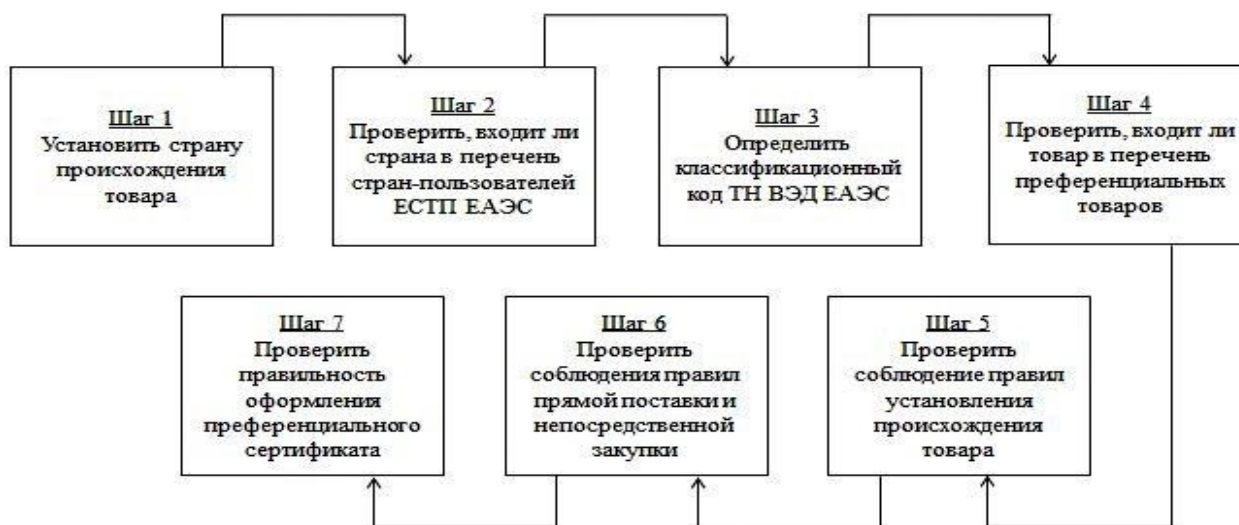 Шаг 1
Установить страну
происхождения
товара
Шаг 2
Проверить, входит ли
страна в перечень
стран-пользователей
ЕСТП ЕАЭС
Шаг 3
Определить
классификационный
код ТН ВЭД ЕАЭС
Шаг 4
Проверить, входит ли
товар в перечень
преференциальных
товаров
Шаг 5
Проверить
соблюдение правил
установления
происхождения
товара
Шаг 6
Проверить
соблюдения правил
прямой поставки и
непосредственной
закупки
Шаг 7
Проверить
правильность
оформления
преференциального
сертификата